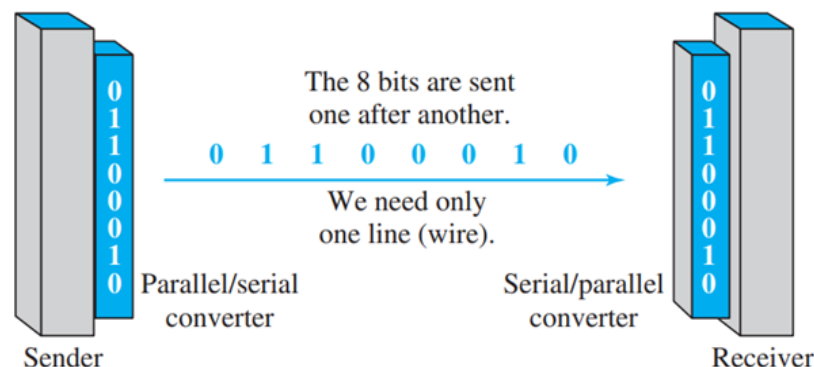 The 8 bits are sent
one after another.
0 1 1 0 0 0 1 0
We need only
one line (wire).
0
1
1
0
0
0
1
0
Parallel/serial
converter
Sender
0
1
1
0
0
0
1
0
Serial/parallel
converter
Receiver